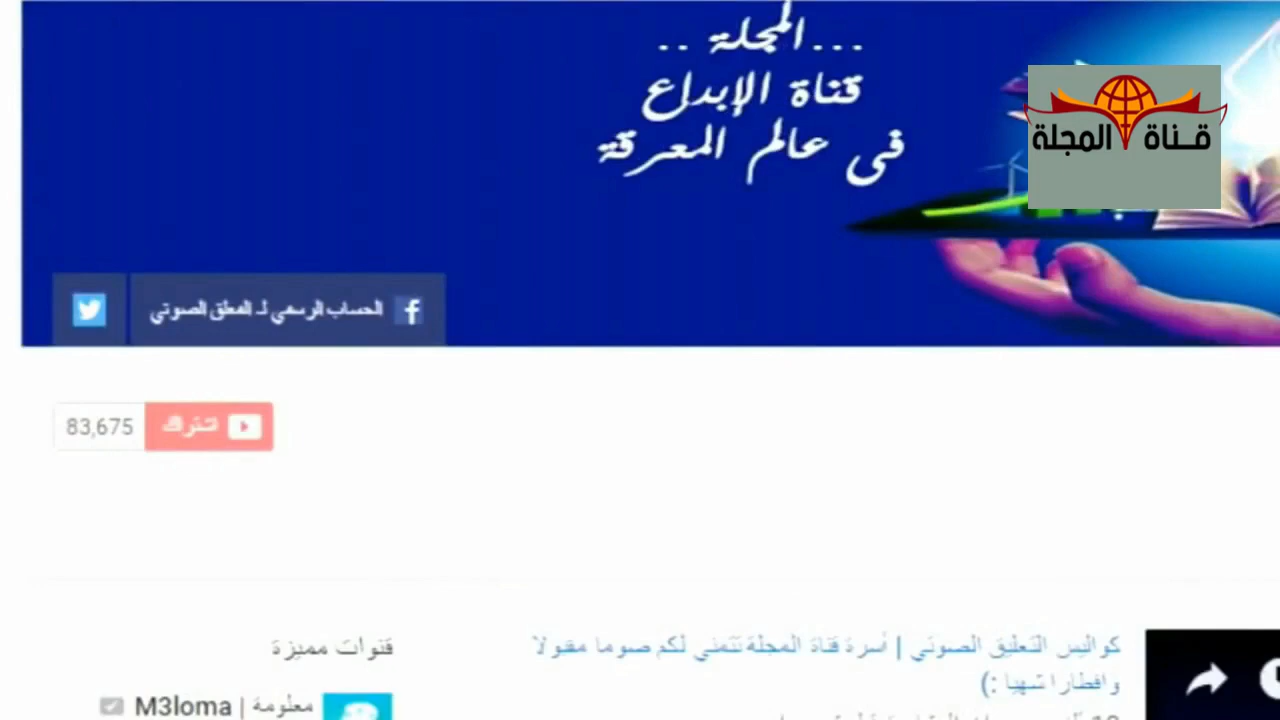 ...المجلة ..
قناة الإبداع
فى عالم المعرفة
قناة المجلة
الحساب الرسمي لـ المعلق الصوتي
83,675 اشتراك
قنوات مميزة
كواليس التعليق الصوتي | أسرة قناة المجلة تتمنى لكم صوما مقبولا
وافطارا شهيا :)
معلومة | M3loma